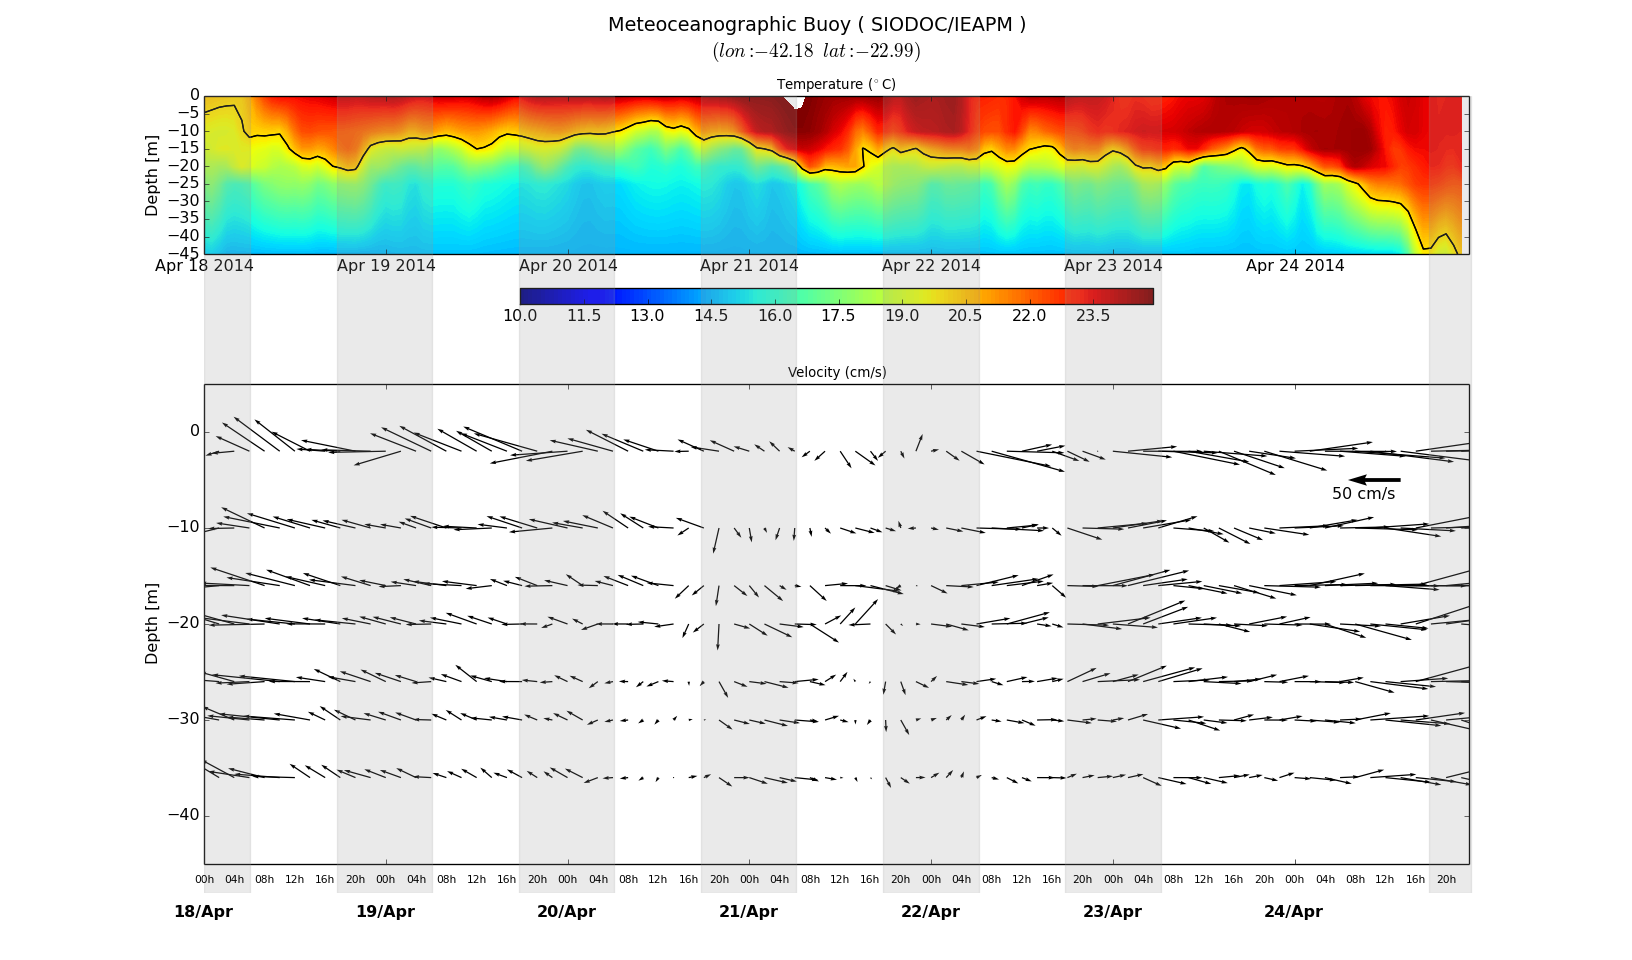 Meteoceanographic Buoy ( SIODOC/IEAPM )
(lon:−42.18 lat:−22.99)
Temperature (°C)
0
−5
−10
−15
−20
−25
−30
−35
−40
−45
Depth [m]
Apr 18 2014 Apr 19 2014 Apr 20 2014 Apr 21 2014 Apr 22 2014 Apr 23 2014 Apr 24 2014
10.0 11.5 13.0 14.5 16.0 17.5 19.0 20.5 22.0 23.5
Velocity (cm/s)
0
−10
−20
−30
−40
Depth [m]
50 cm/s
00h 04h 08h 12h 16h 20h 00h 04h 08h 12h 16h 20h 00h 04h 08h 12h 16h 20h 00h 04h 08h 12h 16h 20h 00h 04h 08h 12h 16h 20h 00h 04h 08h 12h 16h 20h 00h 04h 08h 12h 16h 20h
18/Apr 19/Apr 20/Apr 21/Apr 22/Apr 23/Apr 24/Apr